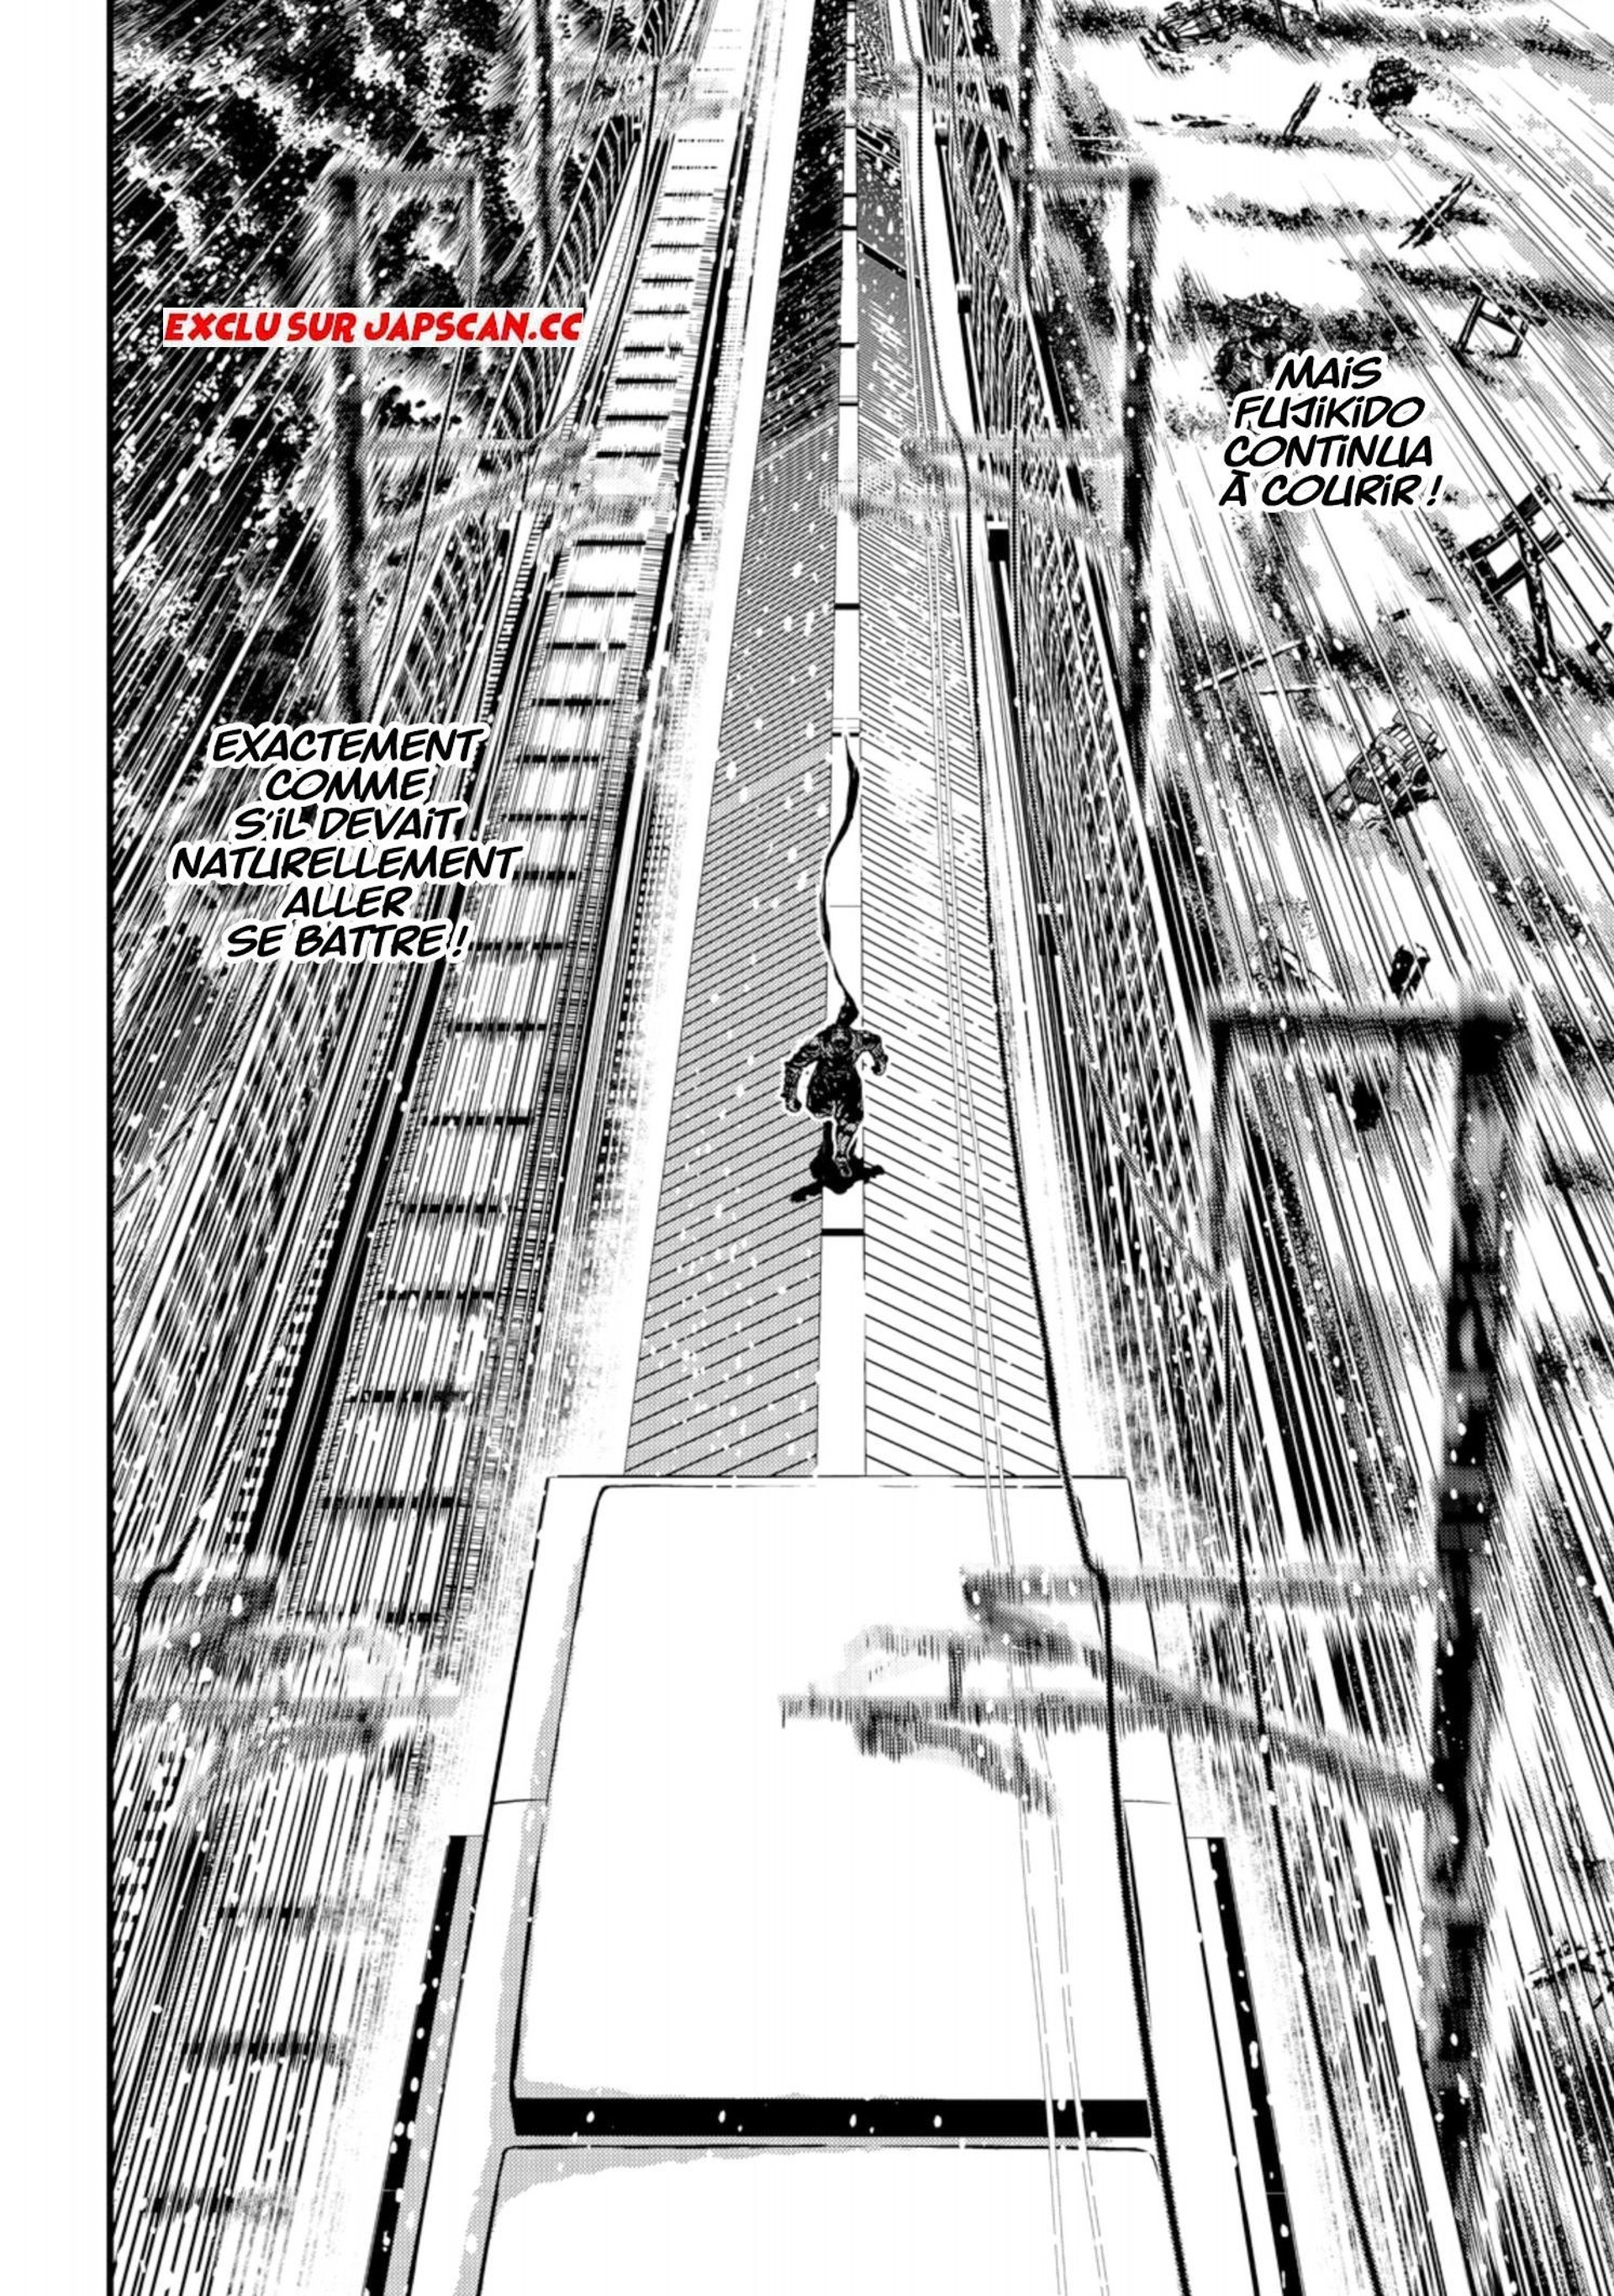 EXCLU SUR JAPSCAN.CC
MAIS
FUJIKIDO
CONTINUA
À COURIR !
EXACTEMENT
COMME
S'IL DEVAIT
NATURELLEMENT
ALLER
SE BATTRE !